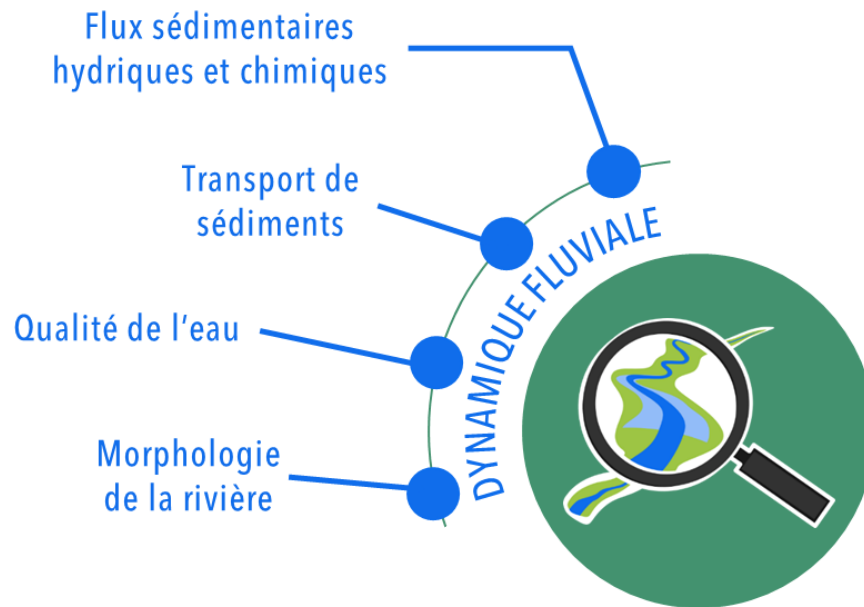 Flux sédimentaires
hydriques et chimiques
Transport de
sédiments
Qualité de l'eau
Morphologie
de la rivière
DYNAMIQUE FLUVIALE